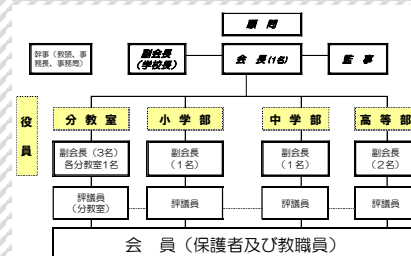 顧 問
幹事（教頭、事
務長、事務局）
副会長
（学校長）
会 長(1名)
監 事
役
員
分 教 室
小 学 部
中 学 部
高 等 部
副会長（3名）
各分教室1名
副会長
（1名）
副会長
（1名）
副会長
（2名）
評議員
（分教室）
評議員
評議員
評議員
会 員（保護者及び教職員）